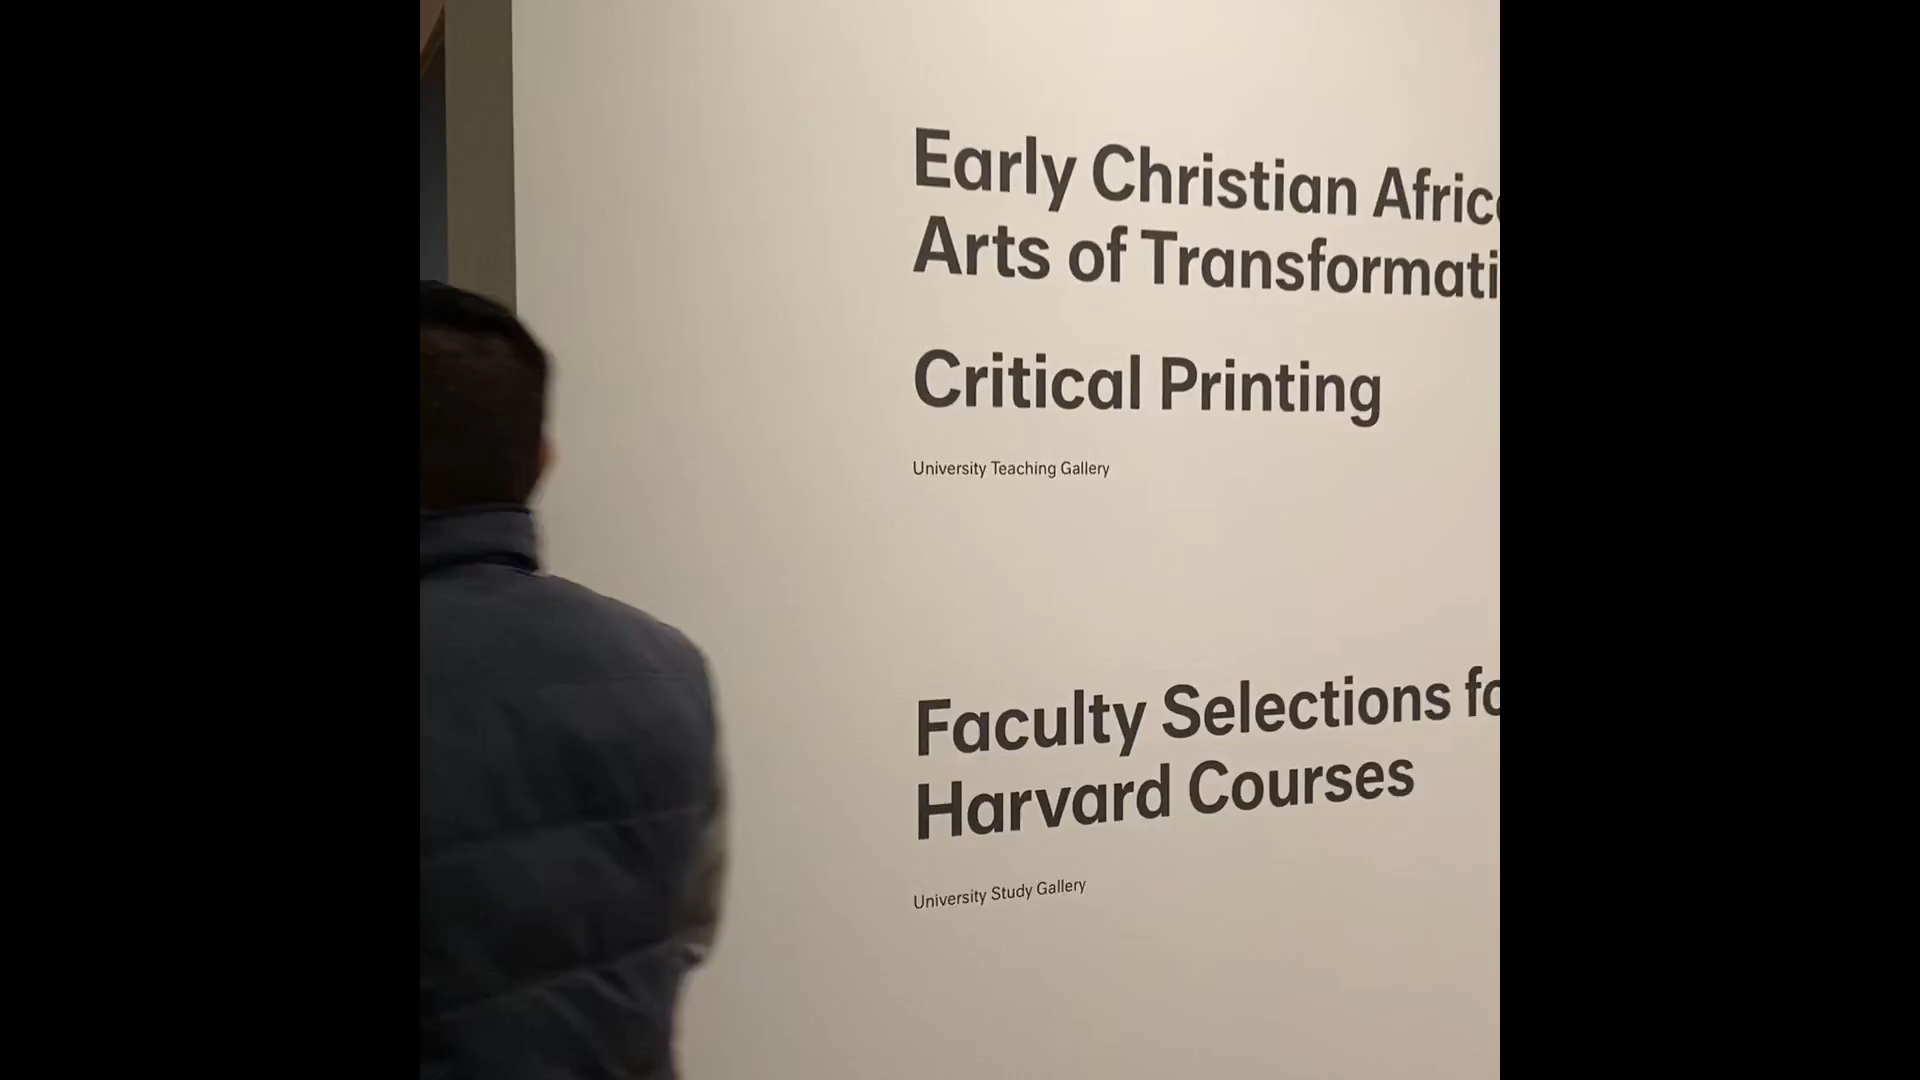 Early Christian Afric
Arts of Transformati
Critical Printing
University Teaching Gallery
Faculty Selections fo
Harvard Courses
University Study Gallery